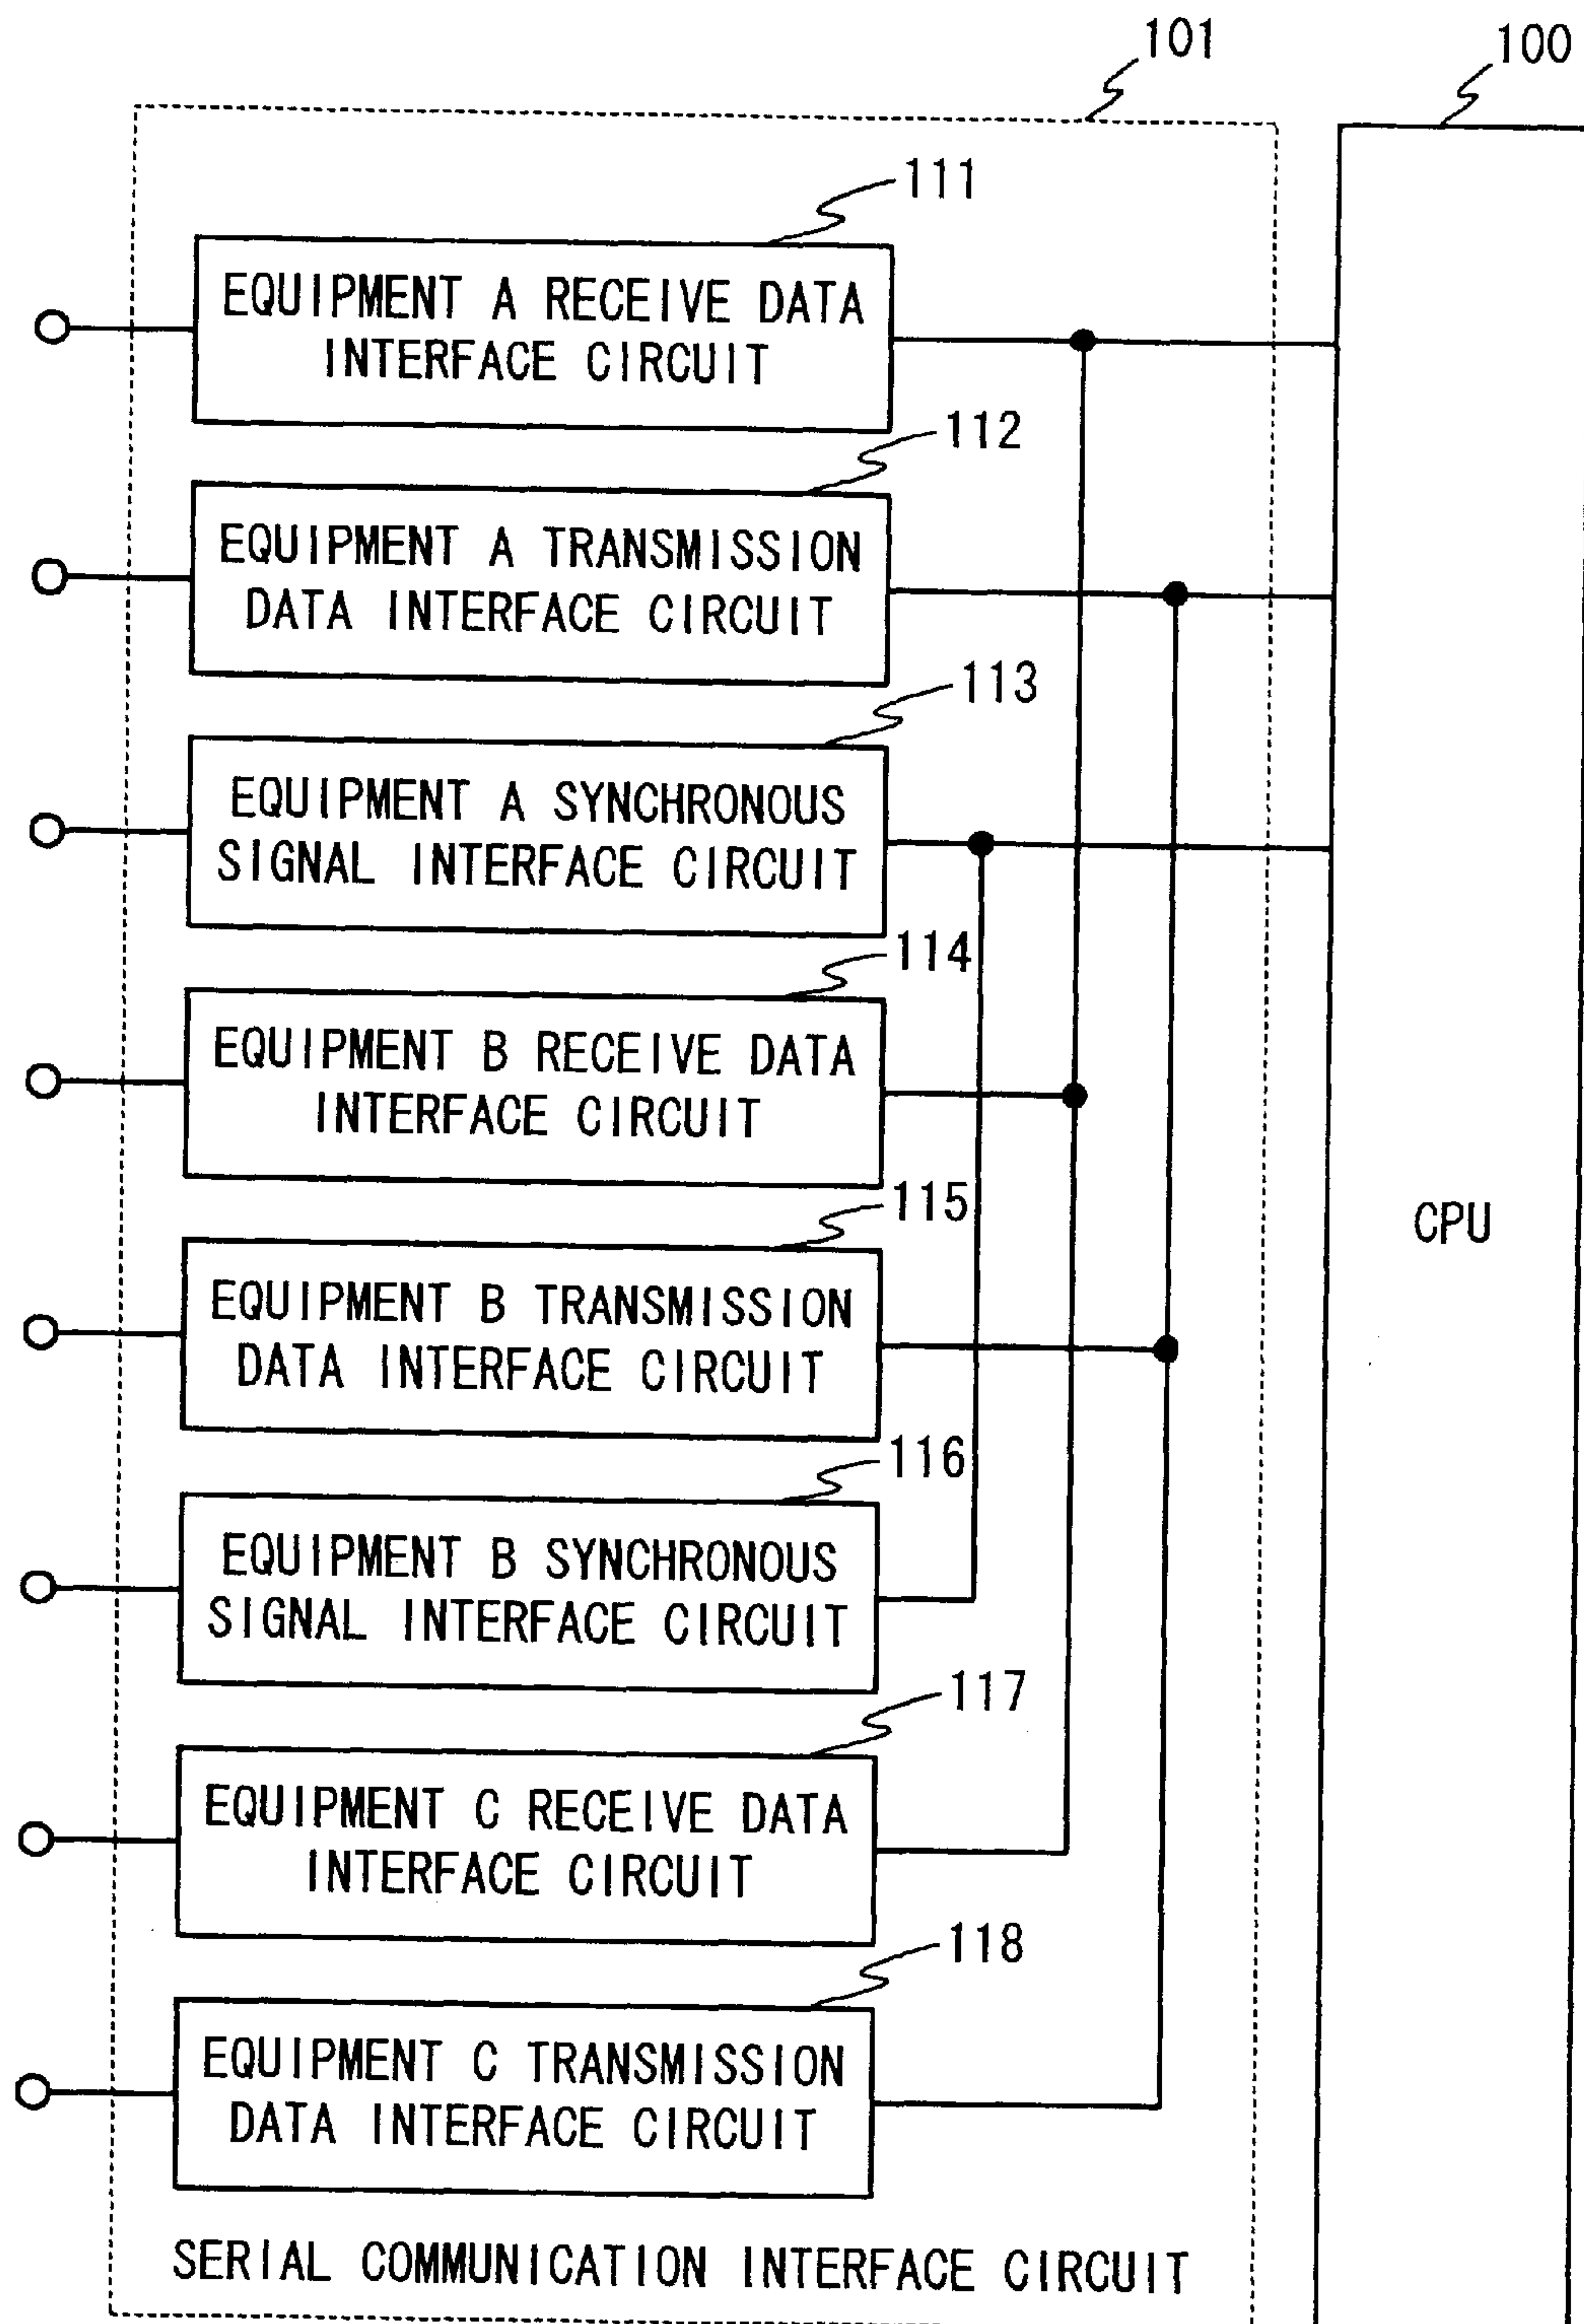 101
100
111
EQUIPMENT A RECEIVE DATA
INTERFACE CIRCUIT
112
EQUIPMENT A TRANSMISSION
DATA INTERFACE CIRCUIT
113
EQUIPMENT A SYNCHRONOUS
SIGNAL INTERFACE CIRCUIT
114
EQUIPMENT B RECEIVE DATA
INTERFACE CIRCUIT
115
CPU
EQUIPMENT B TRANSMISSION
DATA INTERFACE CIRCUIT
116
EQUIPMENT B SYNCHRONOUS
SIGNAL INTERFACE CIRCUIT
117
EQUIPMENT C RECEIVE DATA
INTERFACE CIRCUIT
118
EQUIPMENT C TRANSMISSION
DATA INTERFACE CIRCUIT
SERIAL COMMUNICATION INTERFACE CIRCUIT